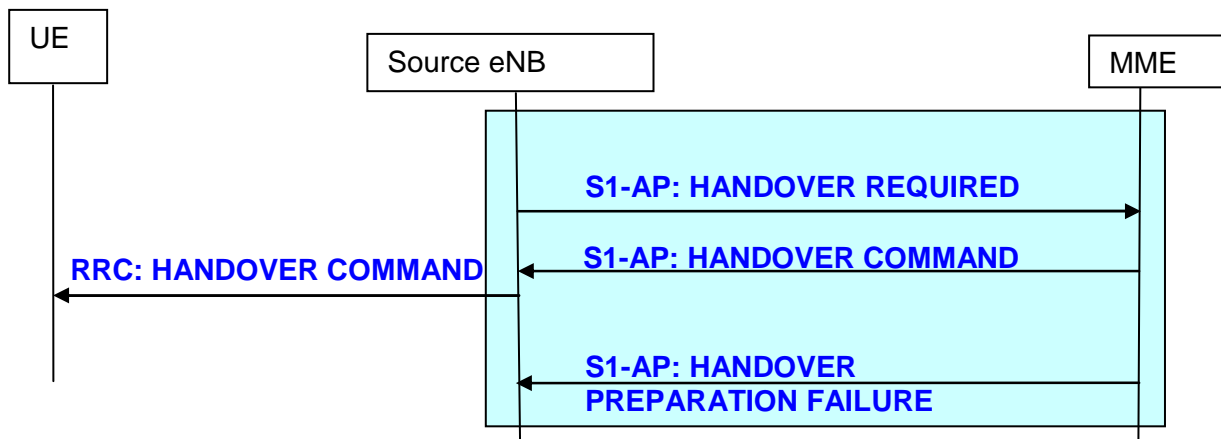 UE
Source eNB
MME
S1-AP: HANDOVER REQUIRED
S1-AP: HANDOVER COMMAND
RRC: HANDOVER COMMAND
S1-AP: HANDOVER
PREPARATION FAILURE